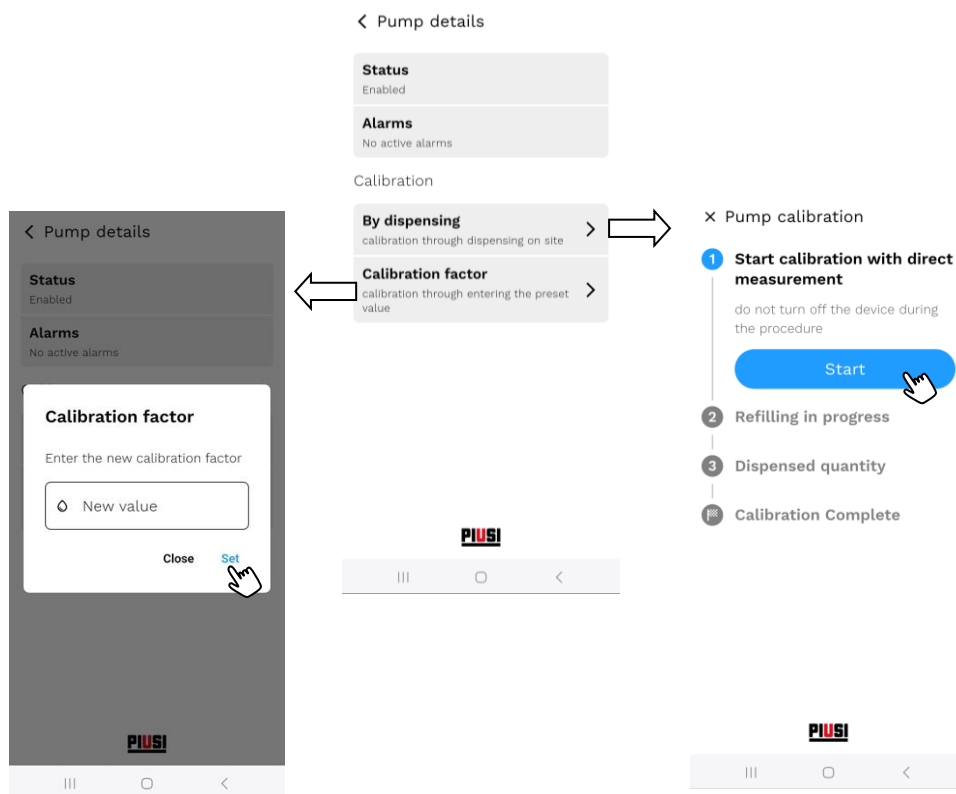 Pump details
Status
Enabled
Alarms
No active alarms
Calibration
By dispensing
calibration through dispensing on site
Calibration factor
calibration through entering the preset
value
PIUSI
Pump details
Status
Enabled
Alarms
No active alarms
Calibration factor
Enter the new calibration factor
New value
Close Set
PIUSI
Pump calibration
1 Start calibration with direct
measurement
do not turn off the device during
the procedure
Start
2 Refilling in progress
3 Dispensed quantity
Calibration Complete
PIUSI